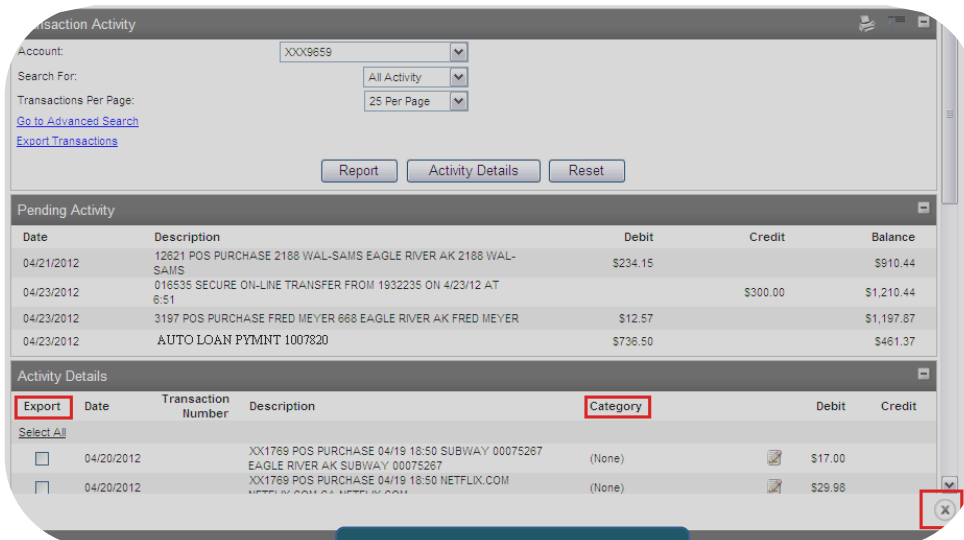 Transaction Activity
Account: XXX9659
Search For: All Activity
Transactions Per Page: 25 Per Page
Go to Advanced Search
Export Transactions
Report Activity Details Reset
Pending Activity
Date Description Debit Credit Balance
04/21/2012 12621 POS PURCHASE 2188 WAL-SAMS EAGLE RIVER AK 2188 WAL- $234.15 $910.44
SAMS
04/23/2012 016535 SECURE ON-LINE TRANSFER FROM 1932235 ON 4/23/12 AT $300.00 $1,210.44
6:51
04/23/2012 3197 POS PURCHASE FRED MEYER 668 EAGLE RIVER AK FRED MEYER $12.57 $1,197.87
04/23/2012 AUTO LOAN PYMNT 1007820 $736.50 $461.37
Activity Details
Export Date Transaction Number Description Category Debit Credit
Select All
04/20/2012 XX1769 POS PURCHASE 04/19 18:50 SUBWAY 00075267 (None) $17.00
EAGLE RIVER AK SUBWAY 00075267
04/20/2012 XX1769 POS PURCHASE 04/19 18:50 NETFLIX.COM (None) $29.98
NETFLIX.COM CA NETFLIX.COM